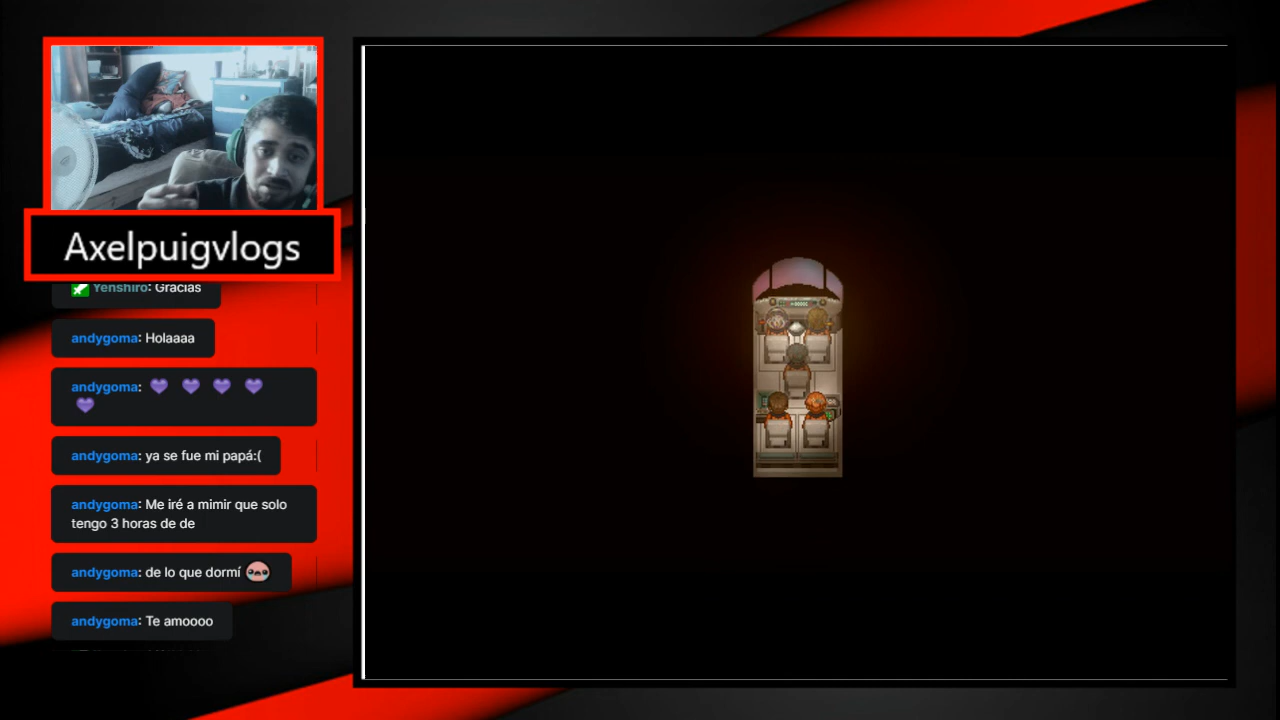 Axelpuigvlogs
Yenshiro: Gracias
andygoma: Holaaaa
andygoma:
andygoma: ya se fue mi papá:(
andygoma: Me iré a mimir que solo
tengo 3 horas de de
andygoma: de lo que dormí
andygoma: Te amoooo